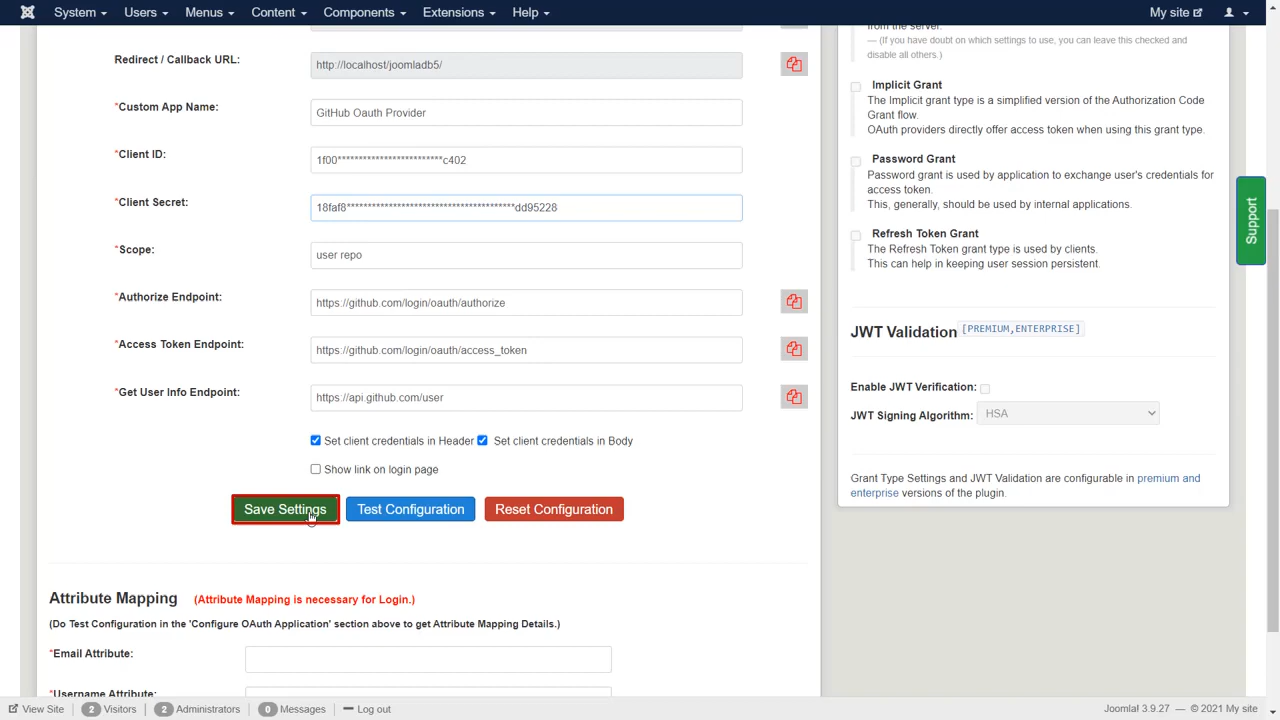 System Users Menus Content Components Extensions Help My site
Redirect / Callback URL:
http://localhost/joomladb5/
*Custom App Name:
GitHub Oauth Provider
*Client ID:
1f00************************c402
*Client Secret:
18faf8****************************************dd95228
*Scope:
user repo
*Authorize Endpoint:
https://github.com/login/oauth/authorize
*Access Token Endpoint:
https://github.com/login/oauth/access_token
*Get User Info Endpoint:
https://api.github.com/user
Set client credentials in Header Set client credentials in Body
Show link on login page
Save Settings Test Configuration Reset Configuration
Attribute Mapping (Attribute Mapping is necessary for Login.)
(Do Test Configuration in the 'Configure OAuth Application' section above to get Attribute Mapping Details.)
*Email Attribute:
*Username Attribute:
from the server.
— (If you have doubt on which settings to use, you can leave this checked and
disable all others.)
Implicit Grant
The Implicit grant type is a simplified version of the Authorization Code
Grant flow.
OAuth providers directly offer access token when using this grant type.
Password Grant
Password grant is used by application to exchange user's credentials for
access token.
This, generally, should be used by internal applications.
Refresh Token Grant
The Refresh Token grant type is used by clients.
This can help in keeping user session persistent.
JWT Validation [PREMIUM,ENTERPRISE]
Enable JWT Verification:
JWT Signing Algorithm: HSA
Grant Type Settings and JWT Validation are configurable in premium and
enterprise versions of the plugin.
Support
View Site 2 Visitors 2 Administrators 0 Messages Log out Joomla! 3.9.27 — © 2021 My site